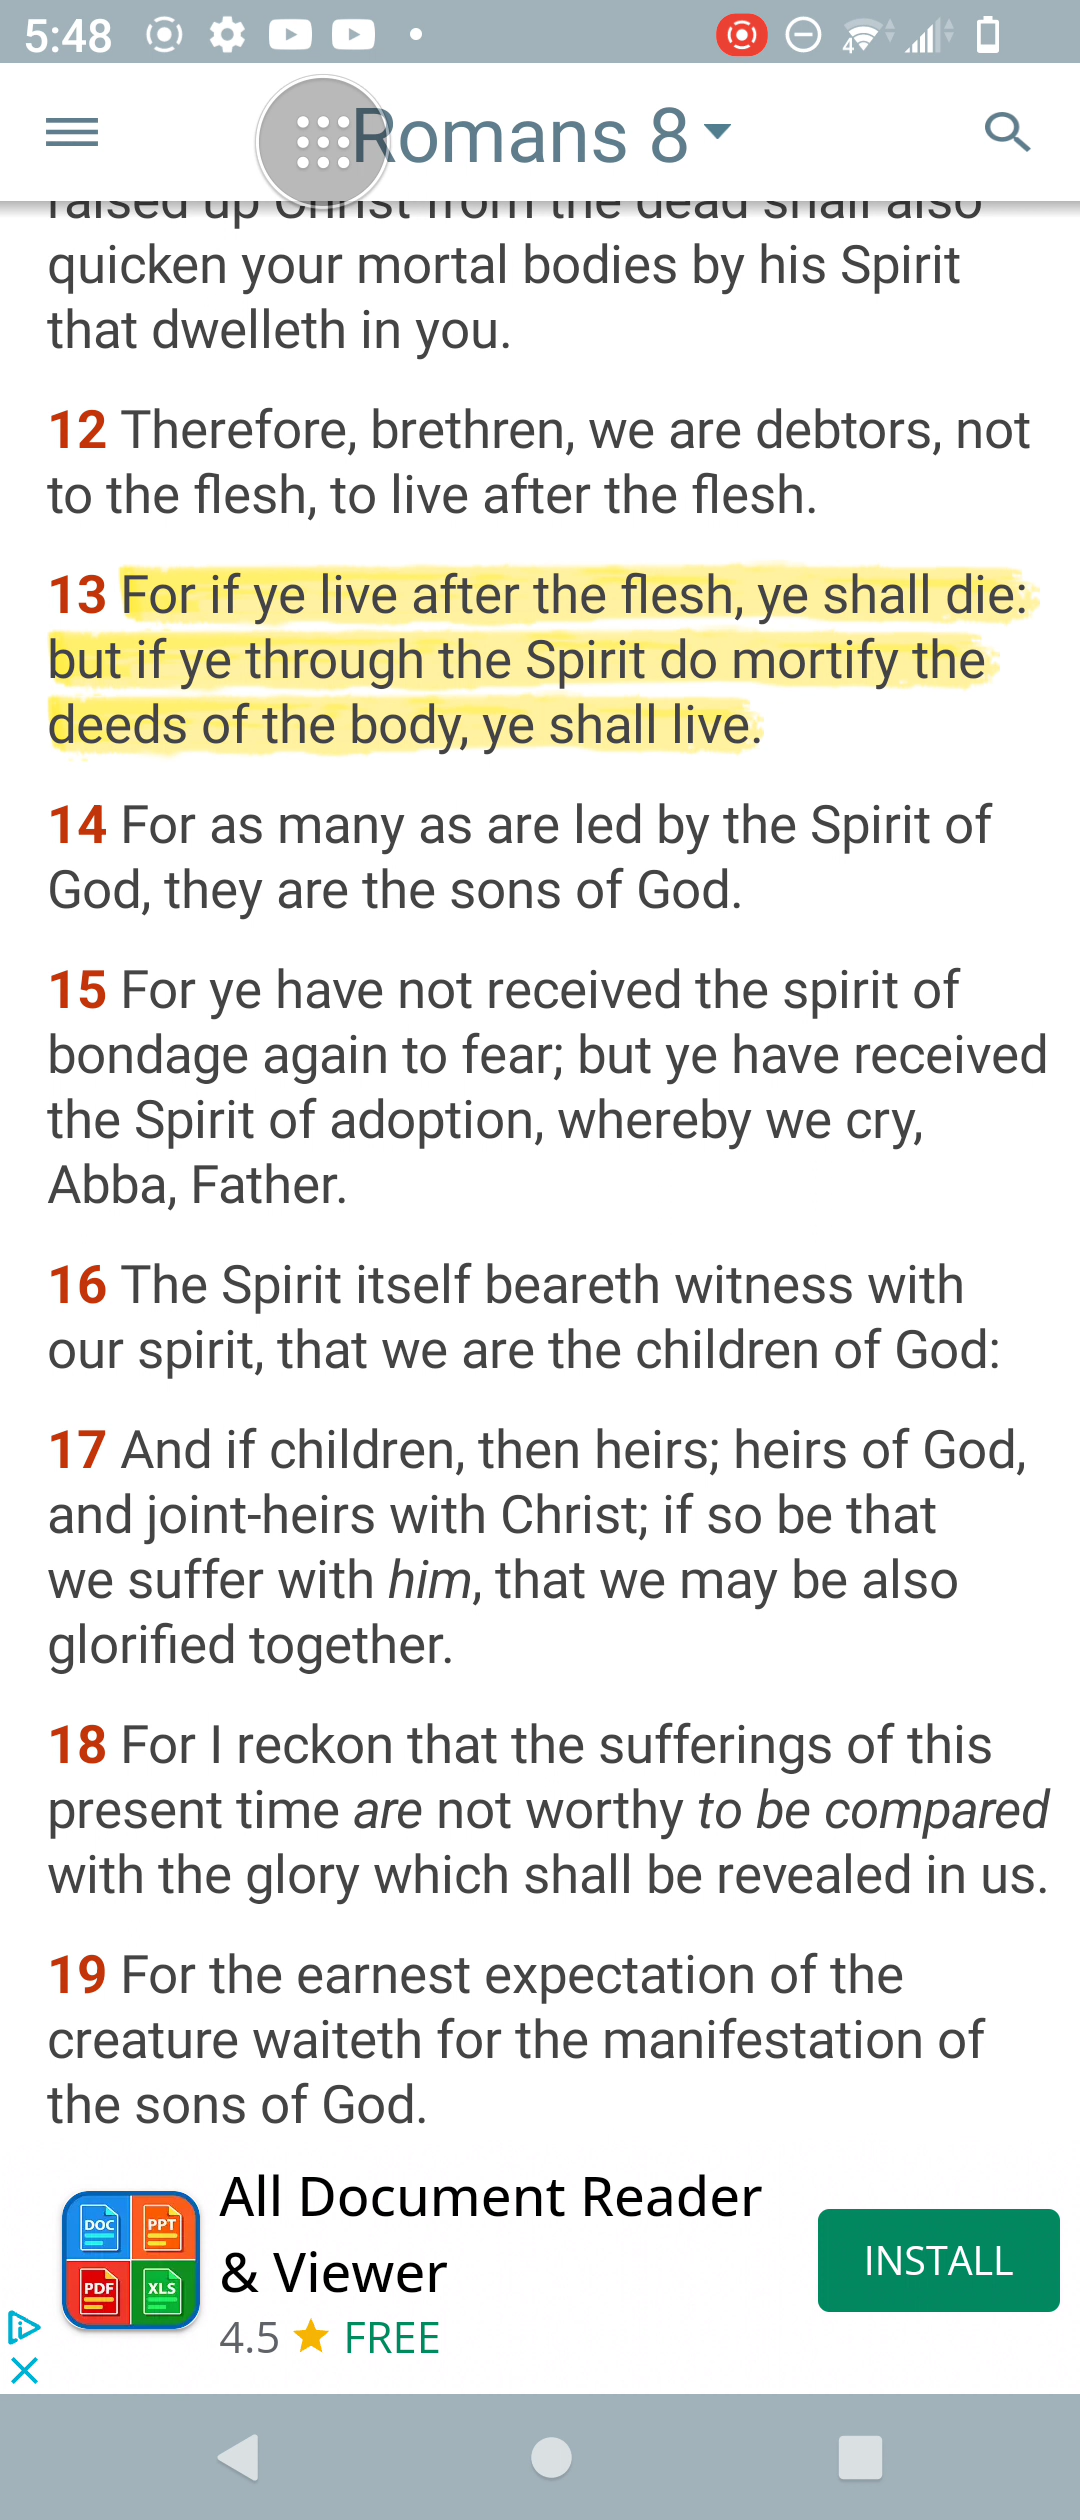 5:48
4
Romans 8
raised up Christ from the dead shall also
quicken your mortal bodies by his Spirit
that dwelleth in you.
12 Therefore, brethren, we are debtors, not
to the flesh, to live after the flesh.
13 For if ye live after the flesh, ye shall die:
but if ye through the Spirit do mortify the
deeds of the body, ye shall live.
14 For as many as are led by the Spirit of
God, they are the sons of God.
15 For ye have not received the spirit of
bondage again to fear; but ye have received
the Spirit of adoption, whereby we cry,
Abba, Father.
16 The Spirit itself beareth witness with
our spirit, that we are the children of God:
17 And if children, then heirs; heirs of God,
and joint-heirs with Christ; if so be that
we suffer with him, that we may be also
glorified together.
18 For I reckon that the sufferings of this
present time are not worthy to be compared
with the glory which shall be revealed in us.
19 For the earnest expectation of the
creature waiteth for the manifestation of
the sons of God.
DOC PPT
PDF XLS
All Document Reader
& Viewer
4.5 FREE
INSTALL